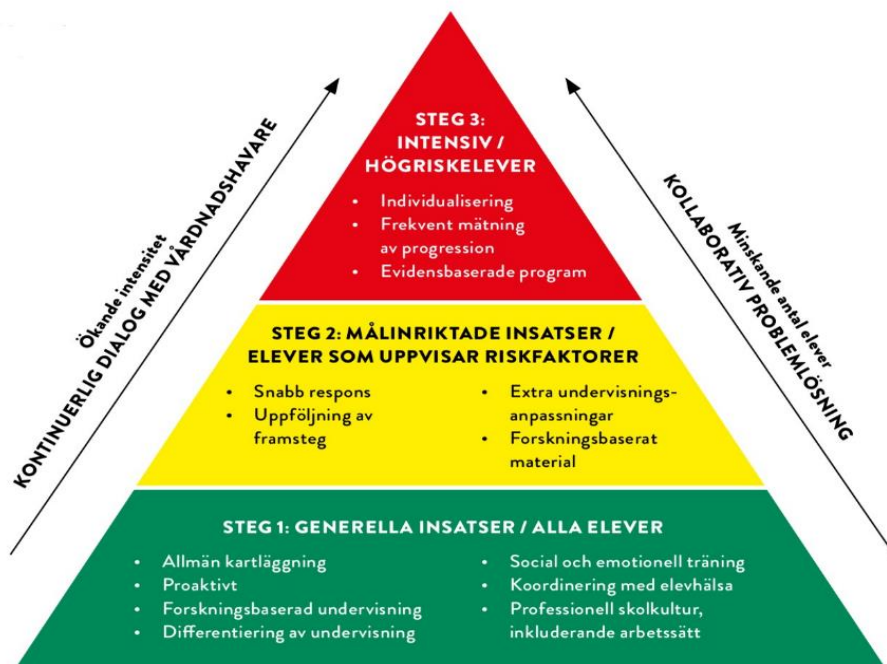 STEG 3:
INTENSIV /
HÖGRISKELEVER
• Individualisering
• Frekvent mätning
av progression
• Evidensbaserade program
Ökande intensitet
KONTINUERLIG DIALOG MED VÅRDNADSHAVARE
Minskande antal elever
KOLLABORATIV PROBLEMLÖSNING
STEG 2: MÅLINRIKTADE INSATSER /
ELEVER SOM UPPVISAR RISKFAKTORER
• Snabb respons
• Uppföljning av
framsteg
• Extra undervisnings-
anpassningar
• Forskningsbaserat
material
STEG 1: GENERELLA INSATSER / ALLA ELEVER
• Allmän kartläggning
• Proaktivt
• Forskningsbaserad undervisning
• Differentiering av undervisning
• Social och emotionell träning
• Koordinering med elevhälsa
• Professionell skolkultur,
inkluderande arbetssätt